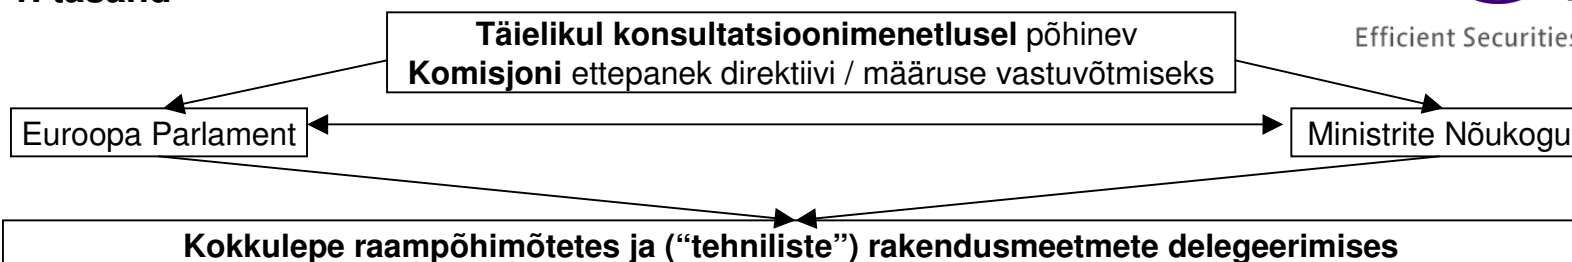 tasand
Täielikul konsultatsioonimenetlusel põhinev
Efficient Securities
Komisjoni ettepanek direktiivi / määruse vastuvõtmiseks
Euroopa Parlament
Ministrite Nõukogu
Kokkulepe raampõhimõtetes ja (“tehniliste”) rakendusmeetmete delegeerimises